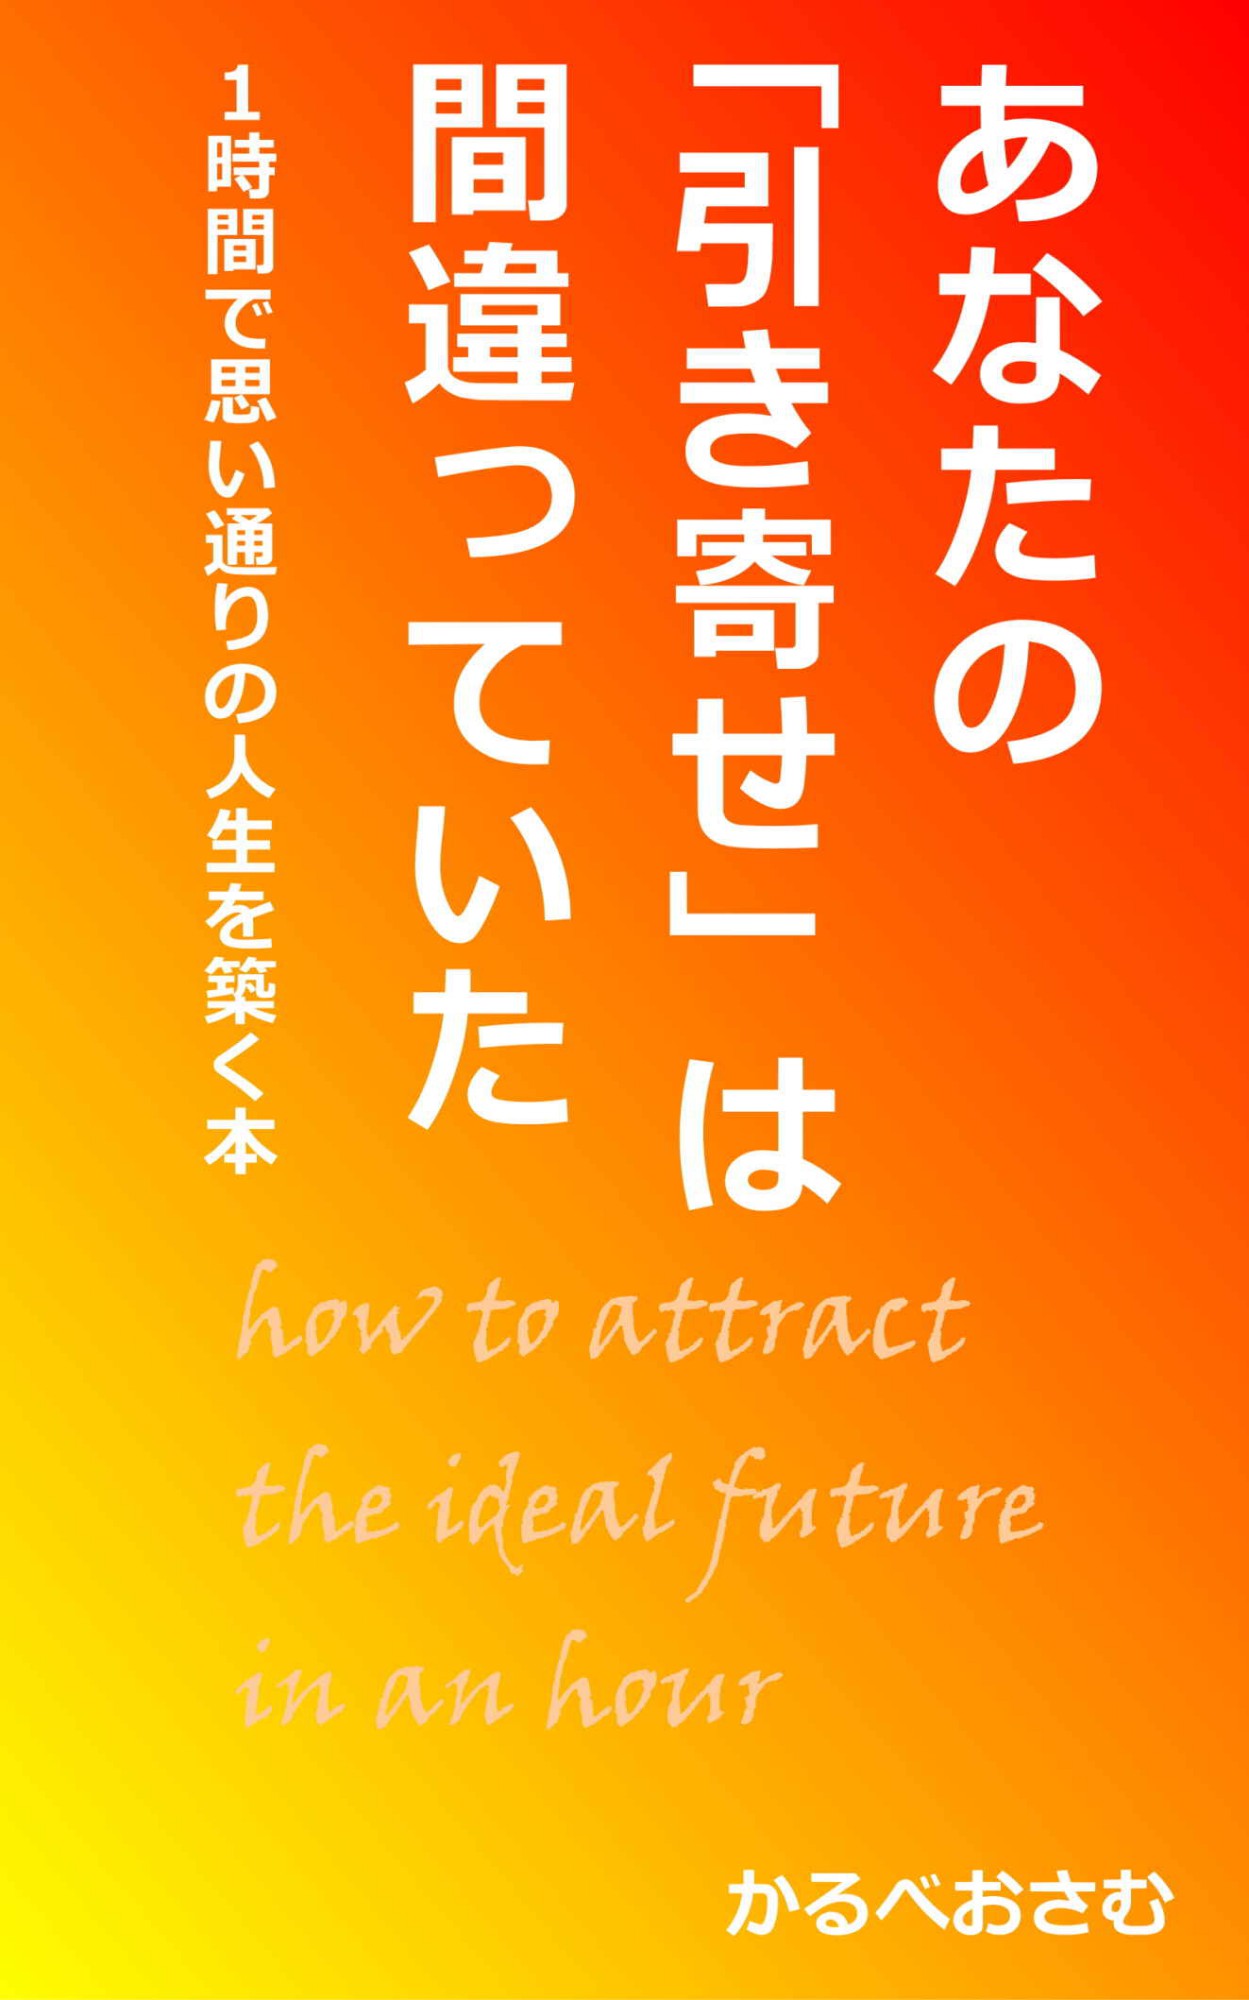 あなたの
「引き寄せ」は
間違っていた
1時間で思い通りの人生を築く本
how to attract
the ideal future
in an hour
かるべおさむ